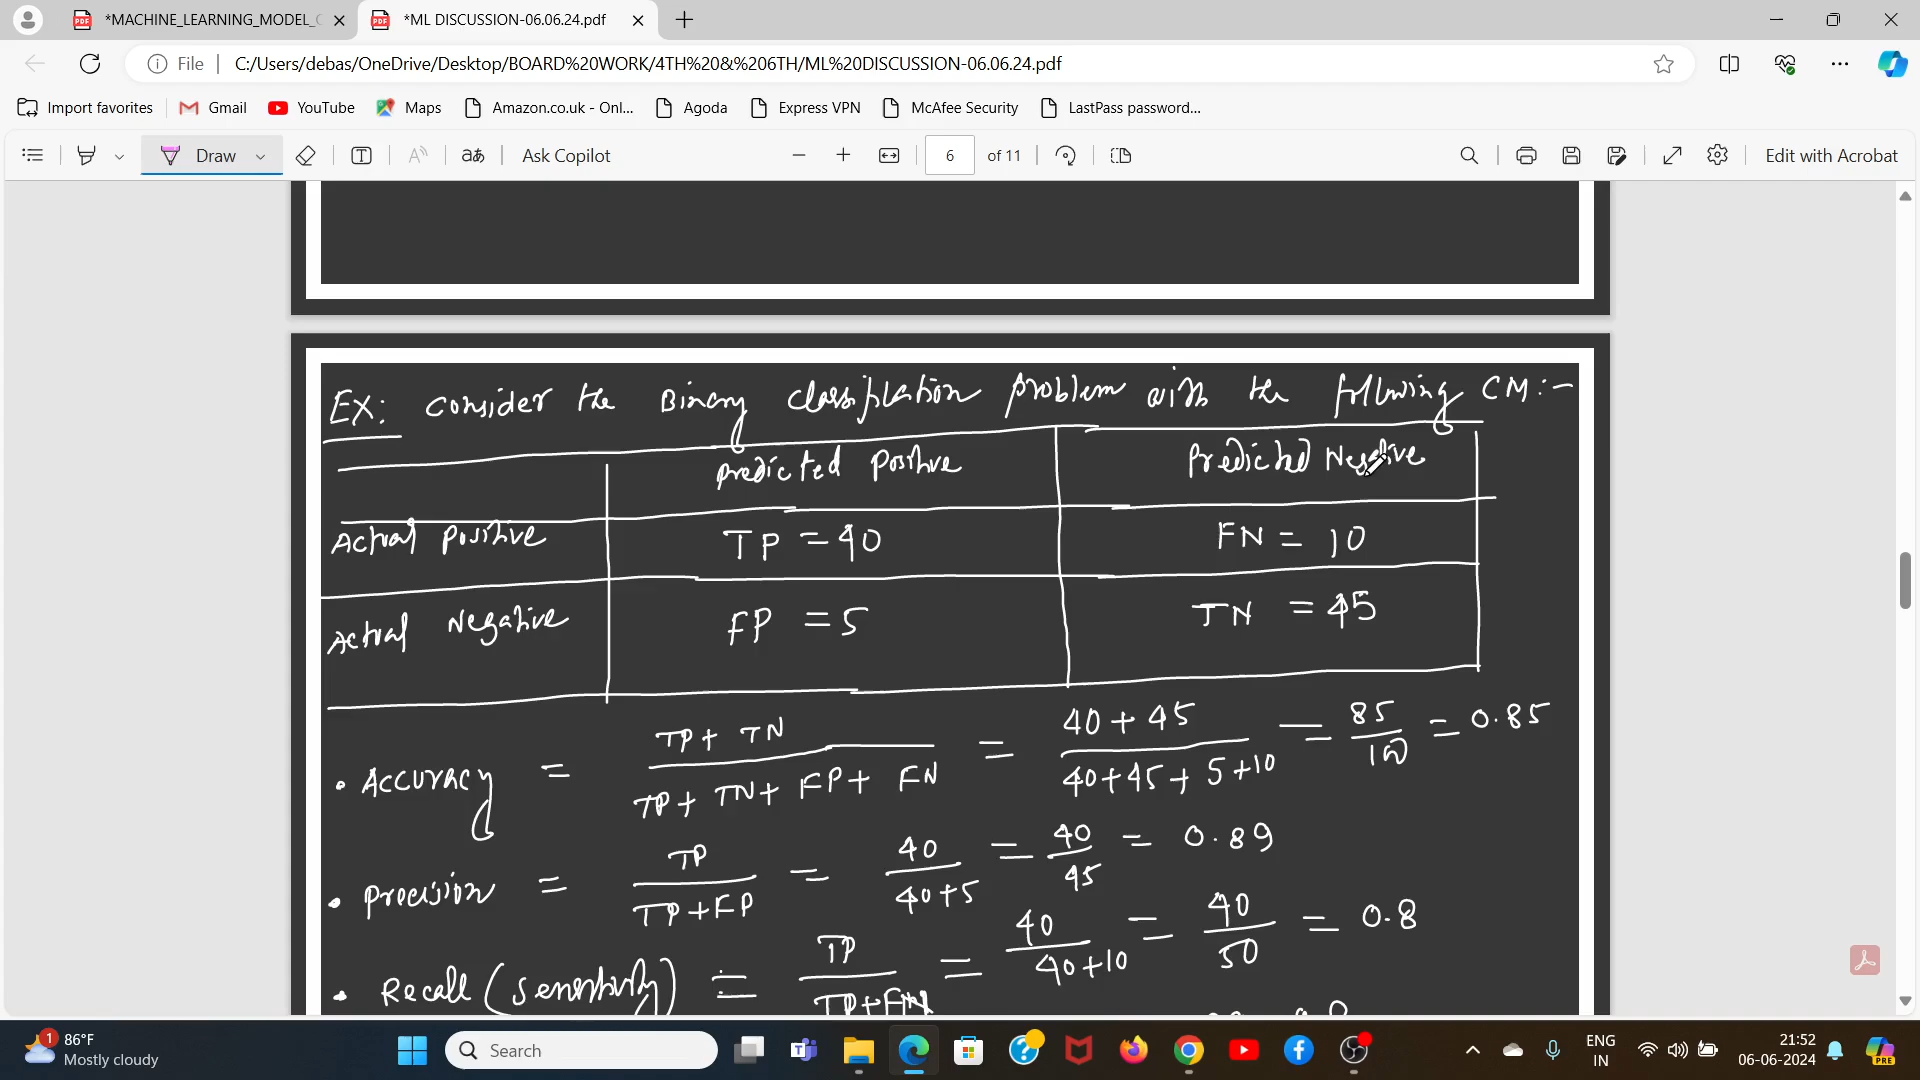 *MACHINE_LEARNING_MODEL_C
*ML DISCUSSION-06.06.24.pdf
File
C:/Users/debas/OneDrive/Desktop/BOARD%20WORK/4TH%20&%206TH/ML%20DISCUSSION-06.06.24.pdf
Import favorites
Gmail
YouTube
Maps
Amazon.co.uk - Onl...
Agoda
Express VPN
McAfee Security
LastPass password...
Draw
Ask Copilot
6 of 11
Edit with Acrobat
EX: Consider the Binary classification problem with the following CM:-
Predicted Positive
Predicted Negative
Actual Positive
TP = 40
FN = 10
Actual Negative
FP = 5
TN = 45
• Accuracy = TP + TN / TP + TN + FP + FN = 40 + 45 / 40 + 45 + 5 + 10 = 85 / 100 = 0.85
• Precision = TP / TP + FP = 40 / 40 + 5 = 40 / 45 = 0.89
• Recall (Sensitivity) = TP / TP + FN = 40 / 40 + 10 = 40 / 50 = 0.8
1
86°F
Mostly cloudy
Search
ENG
IN
21:52
06-06-2024
PRE